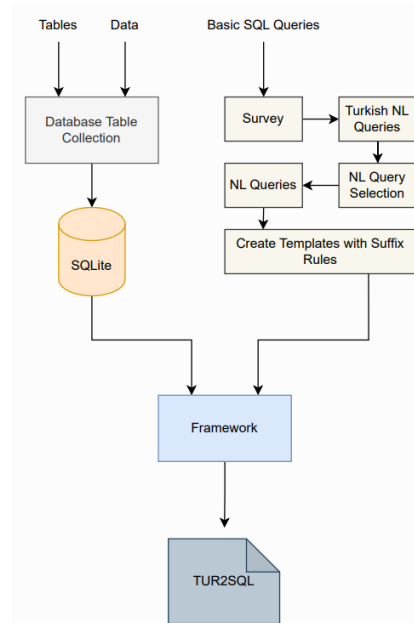 Tables
Data
Basic SQL Queries
Database Table
Collection
Survey
Turkish NL
Queries
NL Queries
NL Query
Selection
SQLite
Create Templates with Suffix
Rules
Framework
TUR2SQL